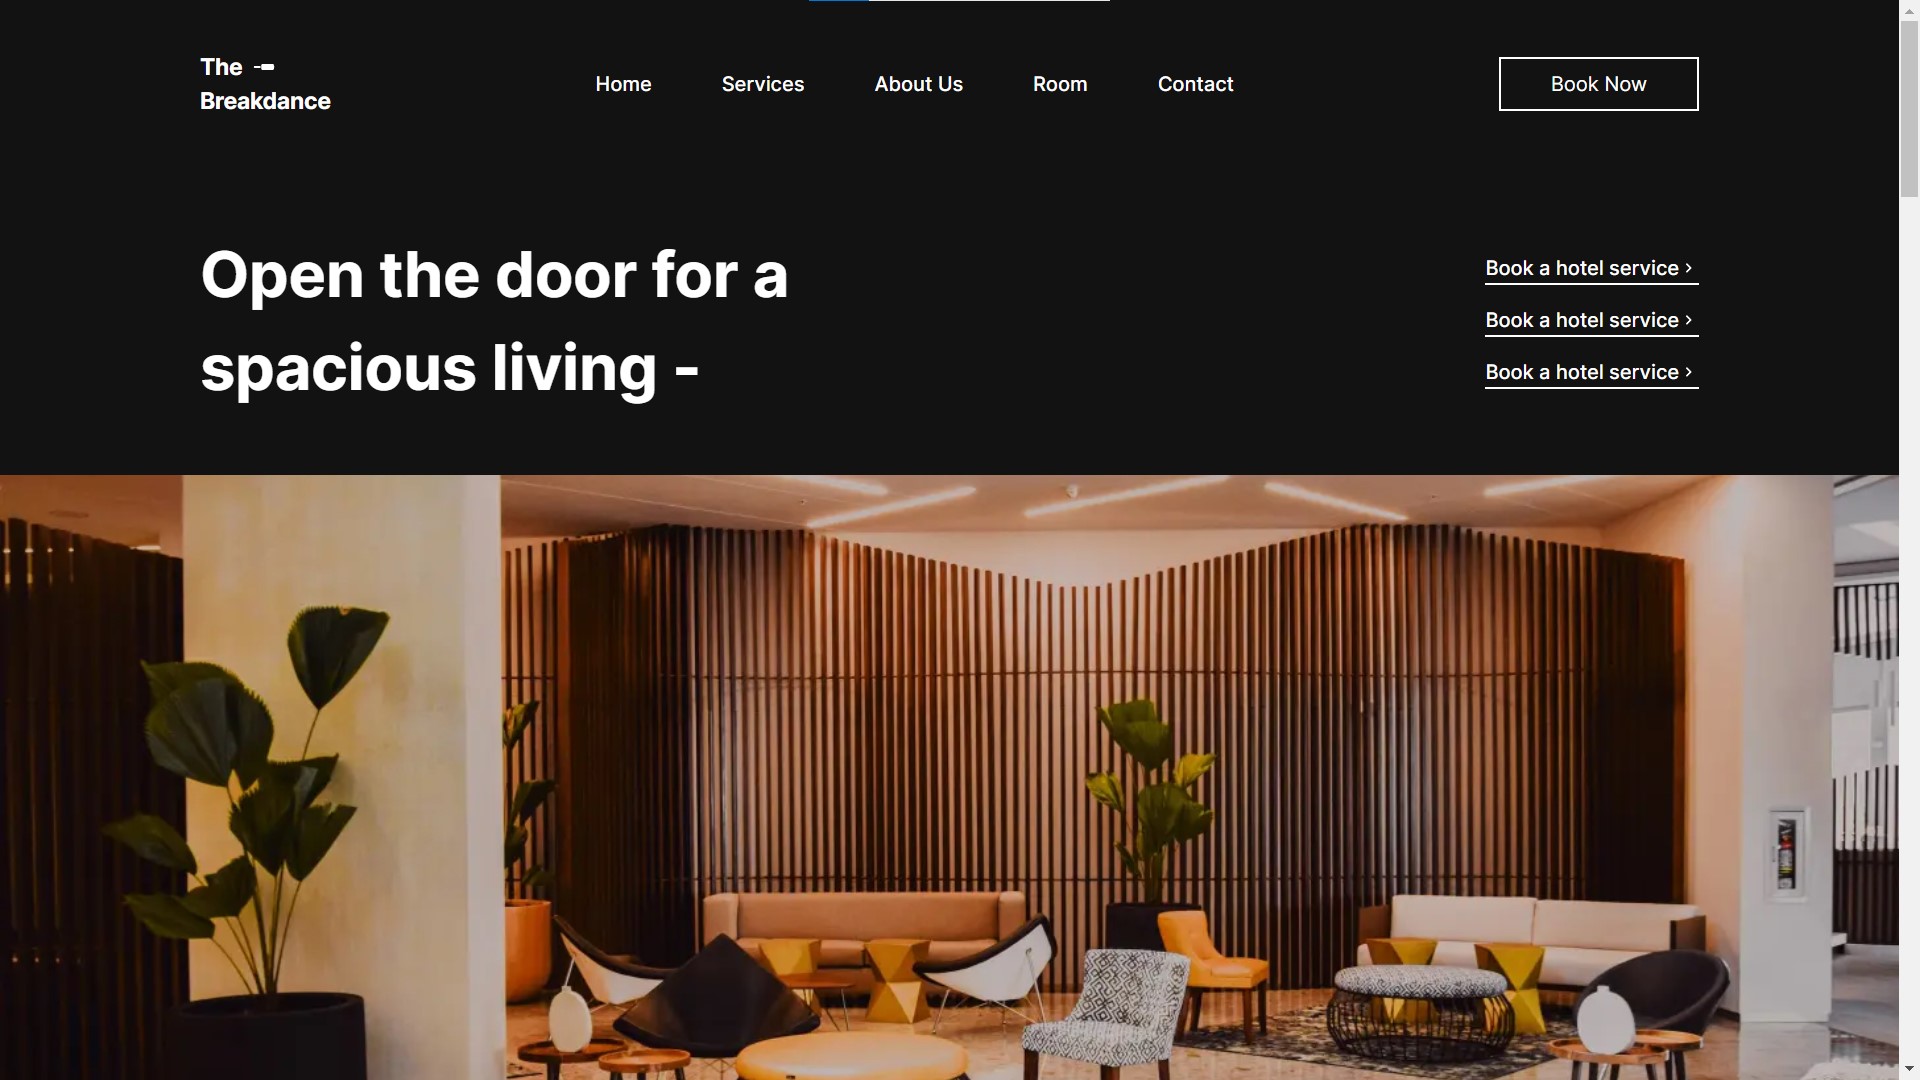 The
Breakdance
Home
Services
About Us
Room
Contact
Book Now
Open the door for a
spacious living -
Book a hotel service
Book a hotel service
Book a hotel service